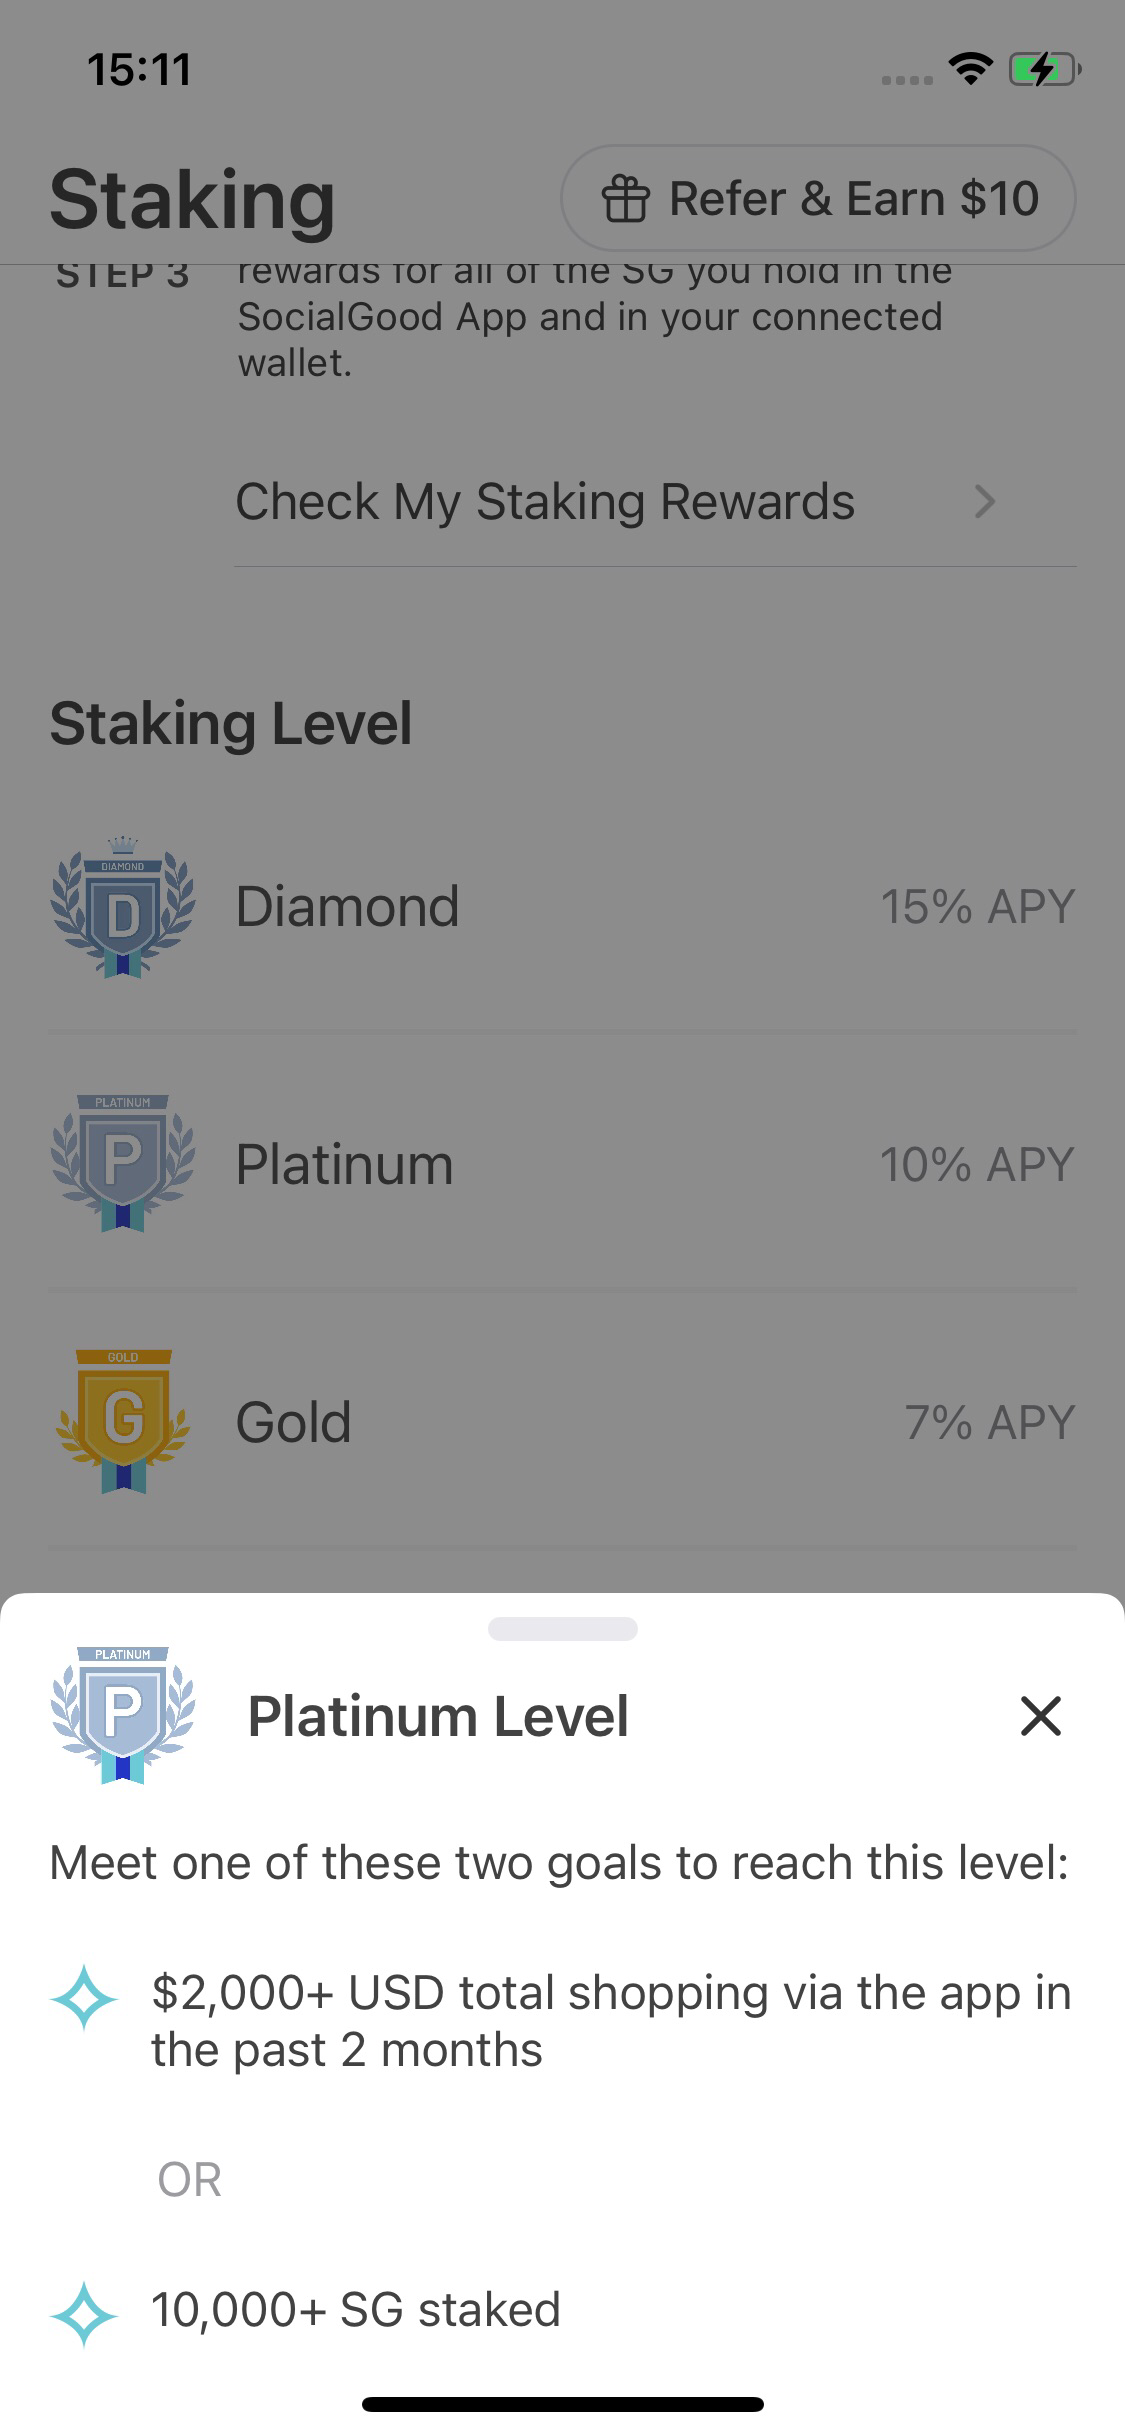 15:11
Staking
Refer & Earn $10
STEP 3
rewards for all of the SG you hold in the
SocialGood App and in your connected
wallet.
Check My Staking Rewards
Staking Level
DIAMOND
D
Diamond
15% APY
PLATINUM
P
Platinum
10% APY
GOLD
G
Gold
7% APY
PLATINUM
P
Platinum Level
Meet one of these two goals to reach this level:
$2,000+ USD total shopping via the app in
the past 2 months
OR
10,000+ SG staked